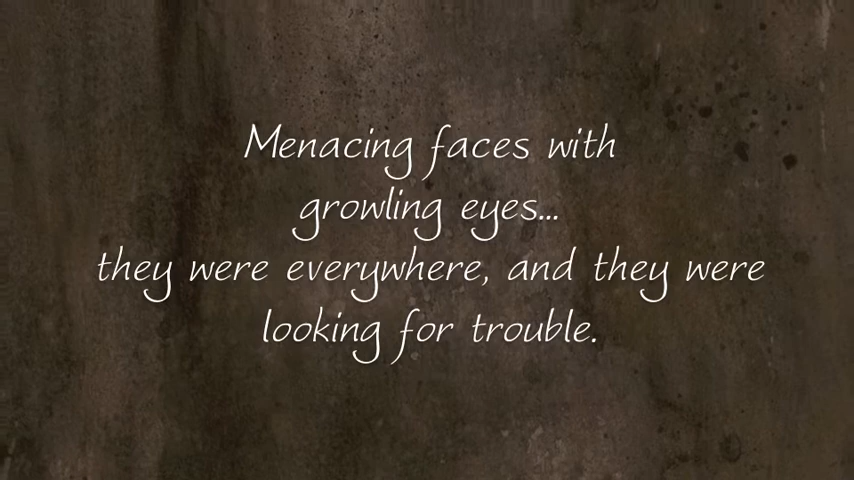 Menacing faces with
growling eyes...
they were everywhere, and they were
looking for trouble.